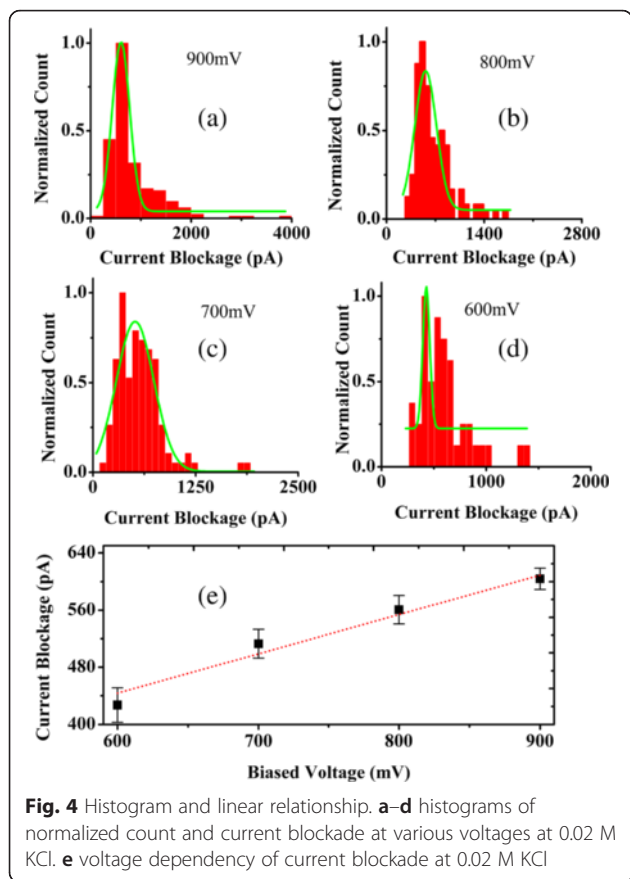 900mV
(a)
Normalized Count
1.0
0.5
0.0
0 2000 4000
Current Blockage (pA)
800mV
(b)
Normalized Count
1.0
0.5
0.0
0 1400 2800
Current Blockage (pA)
700mV
(c)
Normalized Count
1.0
0.5
0.0
0 1250 2500
Current Blockage (pA)
600mV
(d)
Normalized Count
1.0
0.5
0.0
0 1000 2000
Current Blockage (pA)
(e)
Current Blockage (pA)
640
560
480
400
600 700 800 900
Biased Voltage (mV)
Fig. 4 Histogram and linear relationship. a–d histograms of
normalized count and current blockade at various voltages at 0.02 M
KCl. e voltage dependency of current blockade at 0.02 M KCl